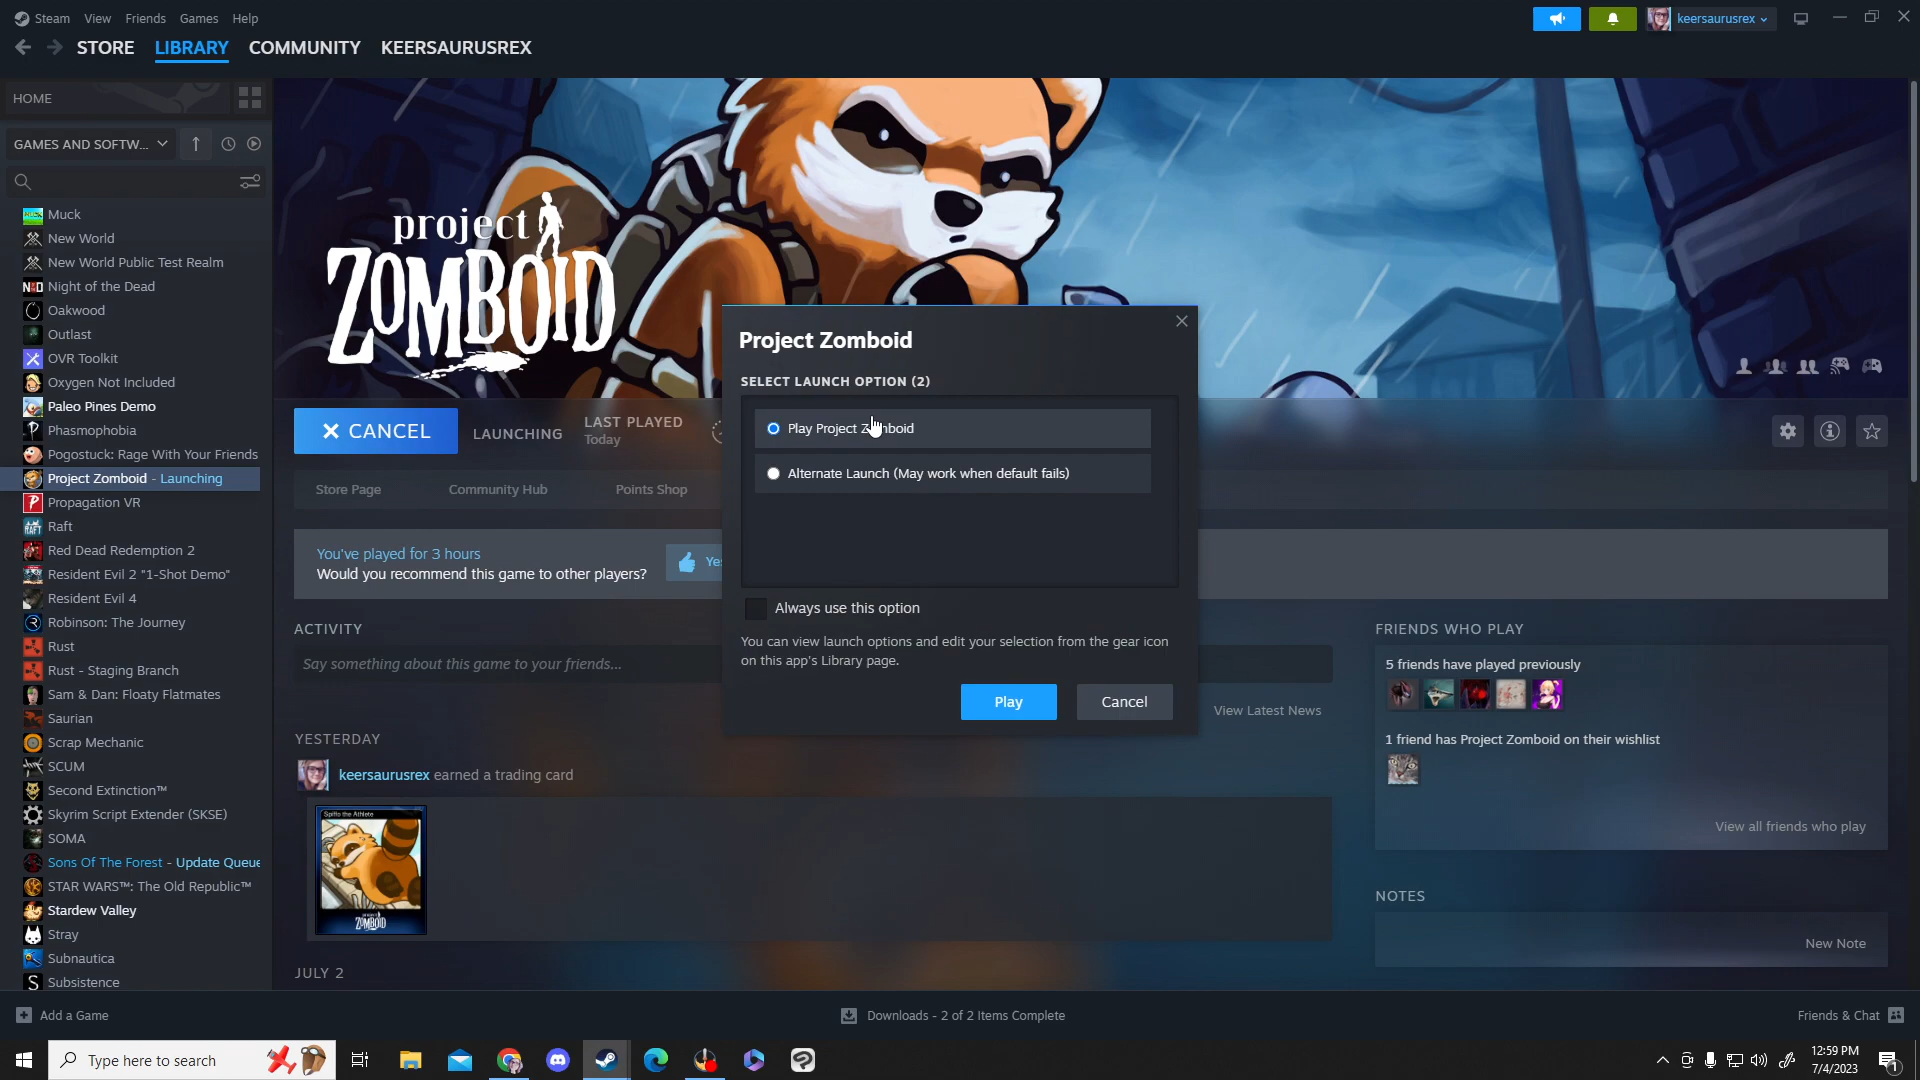 Steam View Friends Games Help
keersaurusrex
STORE LIBRARY COMMUNITY KEERSAURUSREX
HOME
GAMES AND SOFTW...
Muck
New World
New World Public Test Realm
Night of the Dead
Oakwood
Outlast
OVR Toolkit
Oxygen Not Included
Paleo Pines Demo
Phasmophobia
Pogostuck: Rage With Your Friends
Project Zomboid - Launching
Propagation VR
Raft
Red Dead Redemption 2
Resident Evil 2 "1-Shot Demo"
Resident Evil 4
Robinson: The Journey
Rust
Rust - Staging Branch
Sam & Dan: Floaty Flatmates
Saurian
Scrap Mechanic
SCUM
Second Extinction™
Skyrim Script Extender (SKSE)
SOMA
Sons Of The Forest - Update Queue
STAR WARS™: The Old Republic™
Stardew Valley
Stray
Subnautica
Subsistence
project
ZOMBOID
CANCEL
LAUNCHING
LAST PLAYED
Today
Store Page Community Hub Points Shop
You've played for 3 hours
Would you recommend this game to other players?
Yes
ACTIVITY
Say something about this game to your friends...
View Latest News
YESTERDAY
keersaurusrex earned a trading card
Spiffo the Athlete
project
ZOMBOID
JULY 2
Project Zomboid
SELECT LAUNCH OPTION (2)
Play Project Zomboid
Alternate Launch (May work when default fails)
Always use this option
You can view launch options and edit your selection from the gear icon
on this app's Library page.
Play Cancel
FRIENDS WHO PLAY
5 friends have played previously
1 friend has Project Zomboid on their wishlist
View all friends who play
NOTES
New Note
Add a Game
Downloads - 2 of 2 Items Complete
Friends & Chat
Type here to search
12:59 PM
7/4/2023
1